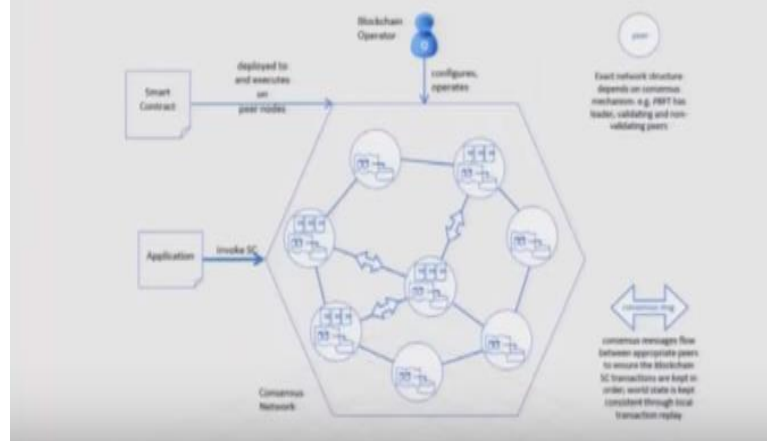 Blockchain
Operator
peer
deployed to
and executes
on
peer nodes
configures,
operates
Smart
Contract
Exact network structure
depends on consensus
mechanism e.g. PBFT has
leader, validating and non-
validating peers
Application
invoke SC
consensus msg
consensus messages flow
between appropriate peers
to ensure the Blockchain
SC transactions are kept in
order, world state is kept
consistent through local
transaction replay
Consensus
Network